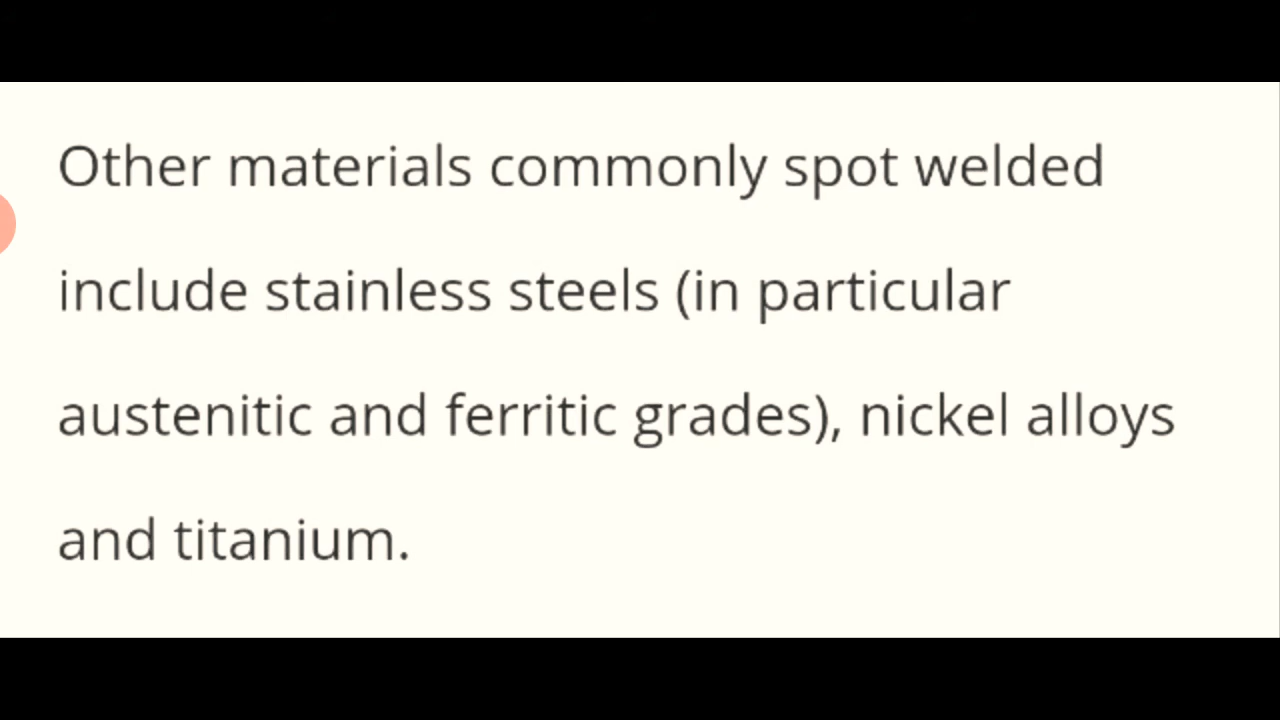 Other materials commonly spot welded
include stainless steels (in particular
austenitic and ferritic grades), nickel alloys
and titanium.